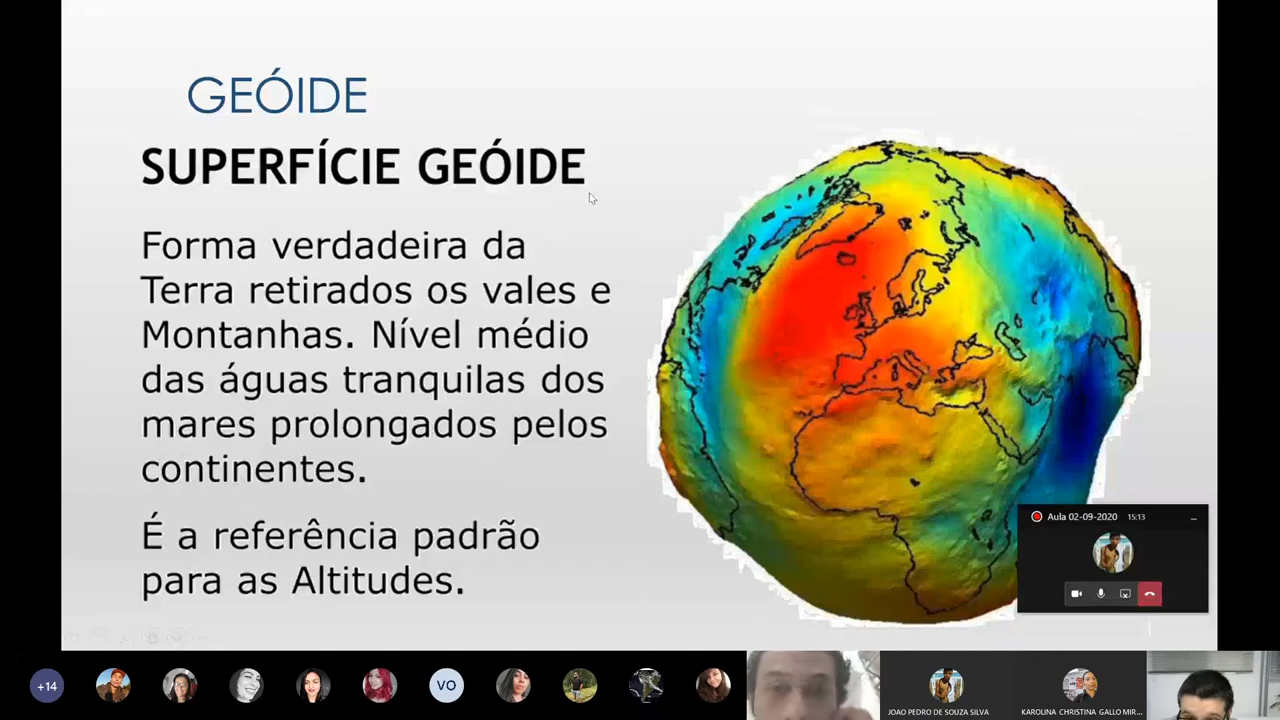 GEÓIDE
SUPERFÍCIE GEÓIDE
Forma verdadeira da
Terra retirados os vales e
Montanhas. Nível médio
das águas tranquilas dos
mares prolongados pelos
continentes.
É a referência padrão
para as Altitudes.
Aula 02-09-2020 15:13
+14
VO
JOAO PEDRO DE SOUZA SILVA
KAROLINA CHRISTINA GALLO MIR...